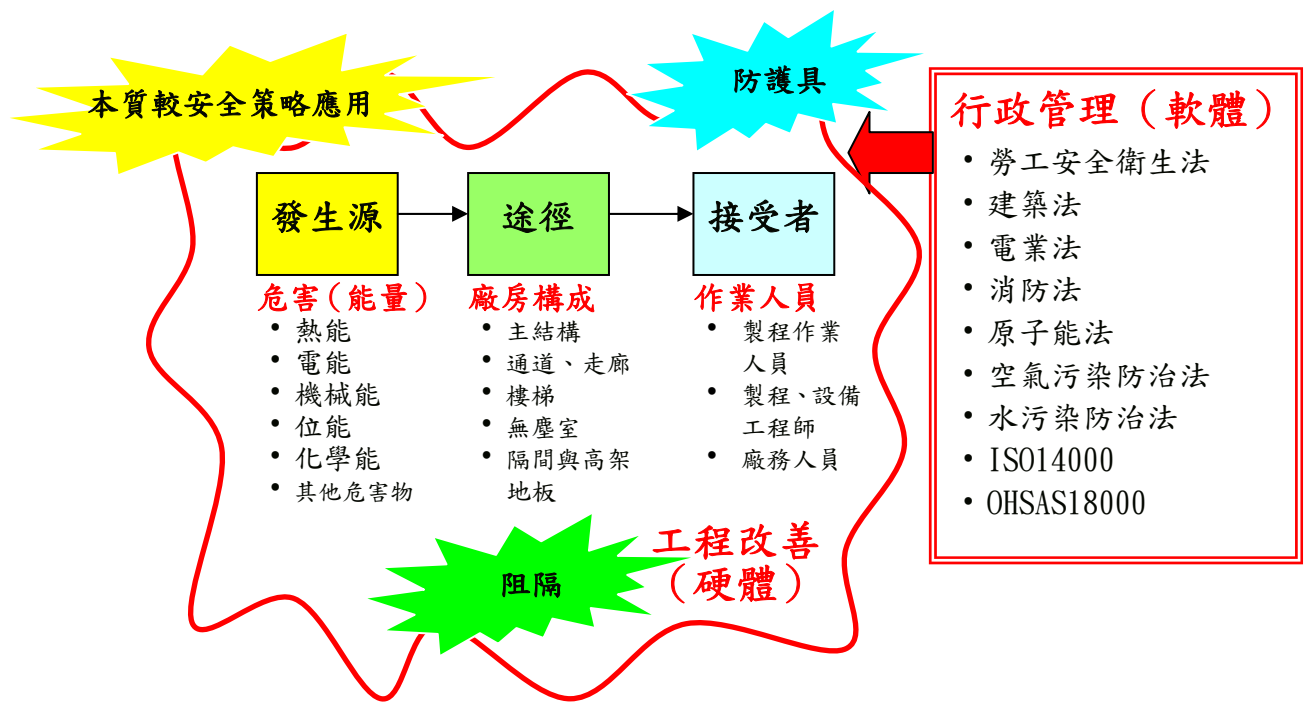 本質較安全策略應用
防護具
發生源
途徑
接受者
危害(能量)
• 熱能
• 電能
• 機械能
• 位能
• 化學能
• 其他危害物
廠房構成
• 主結構
• 通道、走廊
• 樓梯
• 無塵室
• 隔間與高架
地板
作業人員
• 製程作業
人員
• 製程、設備
工程師
• 廠務人員
阻隔
工程改善
(硬體)
行政管理(軟體)
• 勞工安全衛生法
• 建築法
• 電業法
• 消防法
• 原子能法
• 空氣污染防治法
• 水污染防治法
• ISO14000
• OHSAS18000